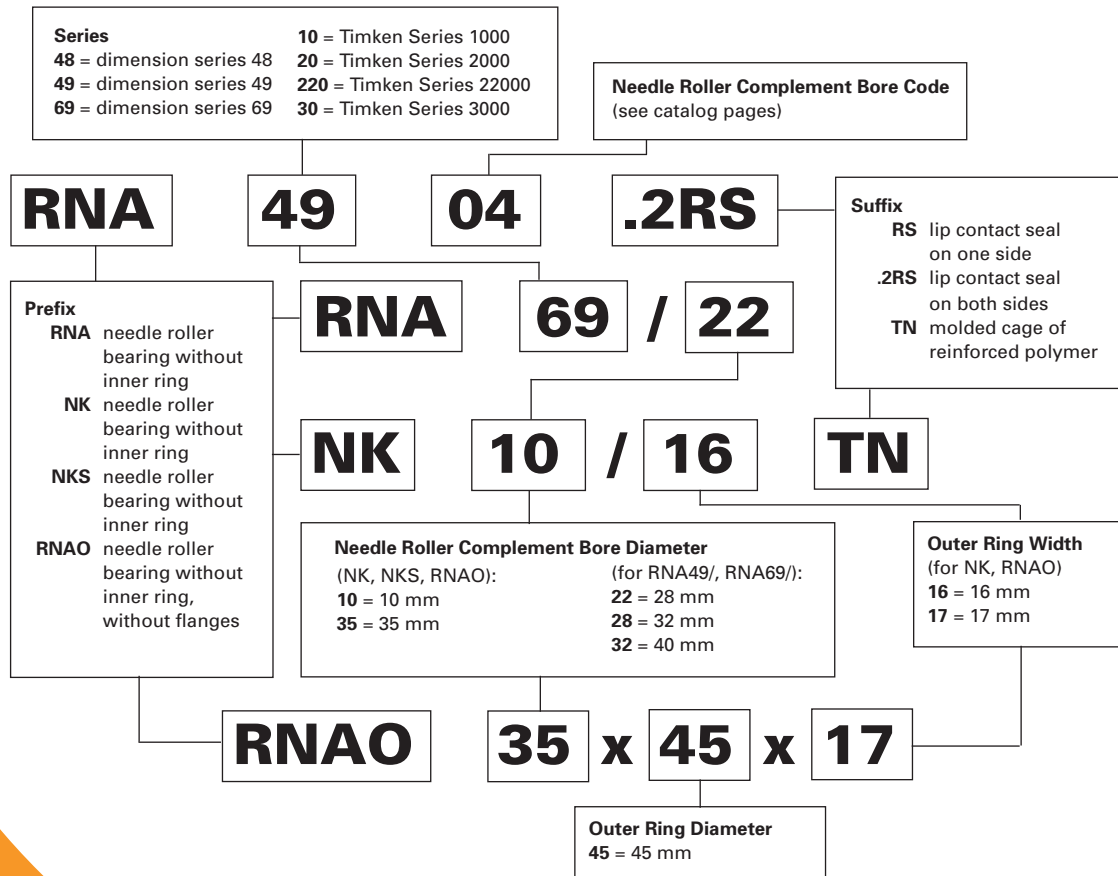 Series
48 = dimension series 48
49 = dimension series 49
69 = dimension series 69
10 = Timken Series 1000
20 = Timken Series 2000
220 = Timken Series 22000
30 = Timken Series 3000
Needle Roller Complement Bore Code
(see catalog pages)
RNA 49 04 .2RS
Suffix
RS lip contact seal
on one side
.2RS lip contact seal
on both sides
TN molded cage of
reinforced polymer
Prefix
RNA needle roller
bearing without
inner ring
NK needle roller
bearing without
inner ring
NKS needle roller
bearing without
inner ring
RNAO needle roller
bearing without
inner ring,
without flanges
RNA 69 / 22
NK 10 / 16 TN
Needle Roller Complement Bore Diameter
(NK, NKS, RNAO):
10 = 10 mm
35 = 35 mm
(for RNA49/, RNA69/):
22 = 28 mm
28 = 32 mm
32 = 40 mm
Outer Ring Width
(for NK, RNAO)
16 = 16 mm
17 = 17 mm
RNAO 35 x 45 x 17
Outer Ring Diameter
45 = 45 mm